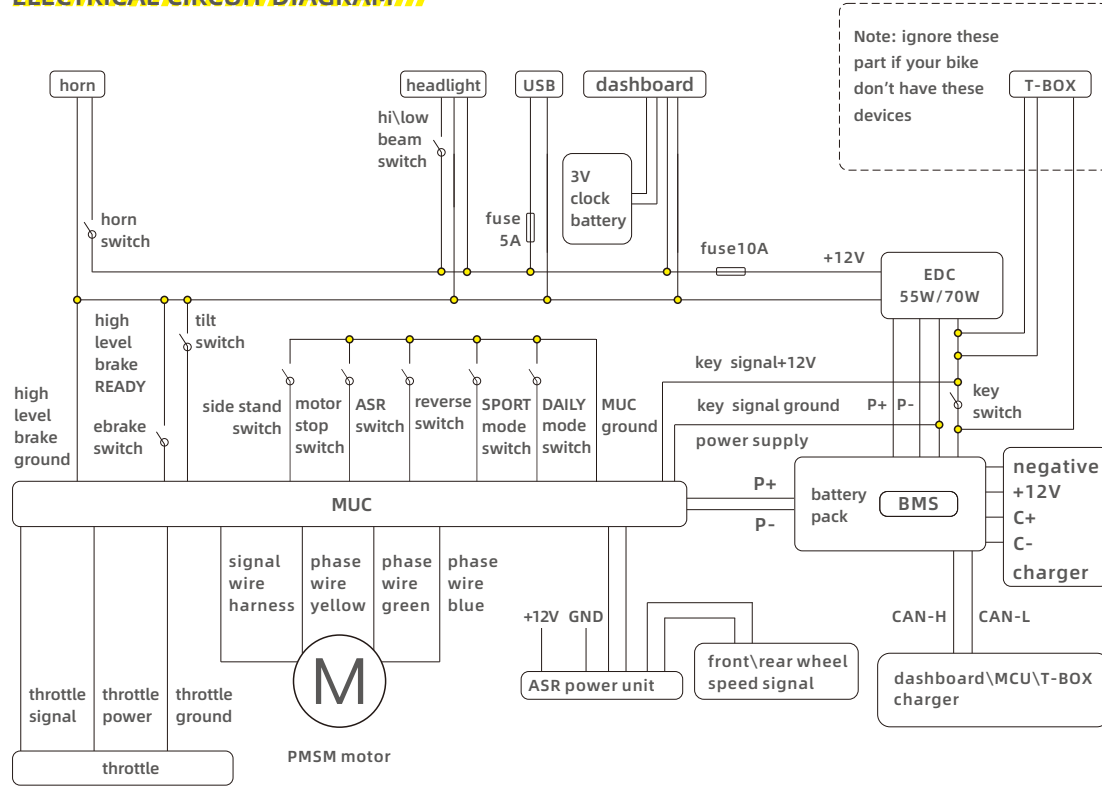 ELECTRICAL CIRCUIT DIAGRAM
Note: ignore these
part if your bike
don't have these
devices
horn
headlight
USB
dashboard
T-BOX
hi\low
beam
switch
3V
clock
battery
horn
switch
fuse
5A
fuse10A
+12V
EDC
55W/70W
high
level
brake
READY
tilt
switch
key signal+12V
key
switch
high
level
brake
ground
ebrake
switch
side stand
switch
motor
stop
switch
ASR
switch
reverse
switch
SPORT
mode
switch
DAILY
mode
switch
MUC
ground
key signal ground
P+
P-
power supply
MUC
P+
P-
battery
pack
BMS
negative
+12V
C+
C-
charger
signal
wire
harness
phase
wire
yellow
phase
wire
green
phase
wire
blue
+12V
GND
CAN-H
CAN-L
M
ASR power unit
front\rear wheel
speed signal
dashboard\MCU\T-BOX
charger
throttle
signal
throttle
power
throttle
ground
PMSM motor
throttle